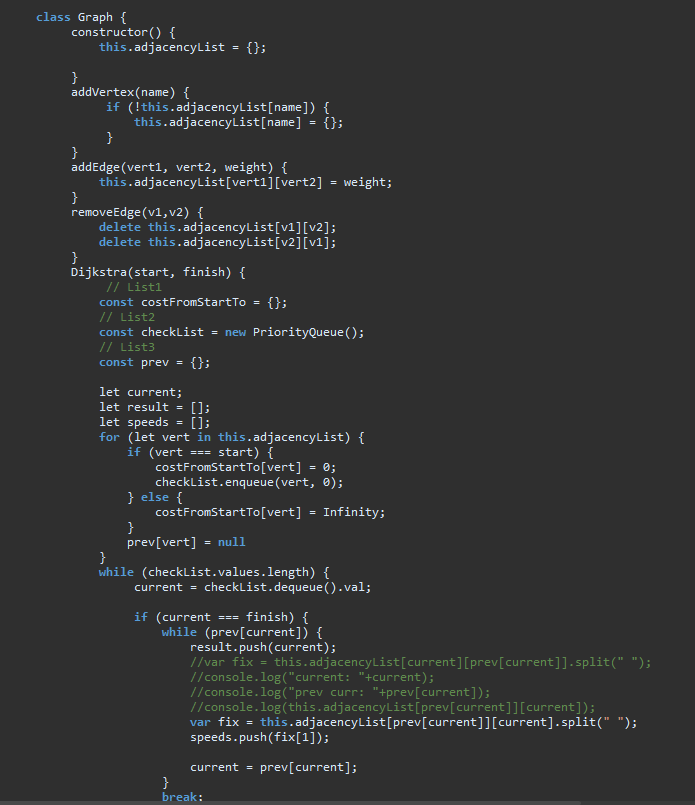 class Graph {
constructor() {
this.adjacencyList = {};
}
addVertex(name) {
if (!this.adjacencyList[name]) {
this.adjacencyList[name] = {};
}
}
addEdge(vert1, vert2, weight) {
this.adjacencyList[vert1][vert2] = weight;
}
removeEdge(v1,v2) {
delete this.adjacencyList[v1][v2];
delete this.adjacencyList[v2][v1];
}
Dijkstra(start, finish) {
// List1
const costFromStartTo = {};
// List2
const checkList = new PriorityQueue();
// List3
const prev = {};
let current;
let result = [];
let speeds = [];
for (let vert in this.adjacencyList) {
if (vert === start) {
costFromStartTo[vert] = 0;
checkList.enqueue(vert, 0);
} else {
costFromStartTo[vert] = Infinity;
}
prev[vert] = null
}
while (checkList.values.length) {
current = checkList.dequeue().val;
if (current === finish) {
while (prev[current]) {
result.push(current);
//var fix = this.adjacencyList[current][prev[current]].split(" ");
//console.log("current: "+current);
//console.log("prev curr: "+prev[current]);
//console.log(this.adjacencyList[prev[current]][current]);
var fix = this.adjacencyList[prev[current]][current].split(" ");
speeds.push(fix[1]);
current = prev[current];
}
break;